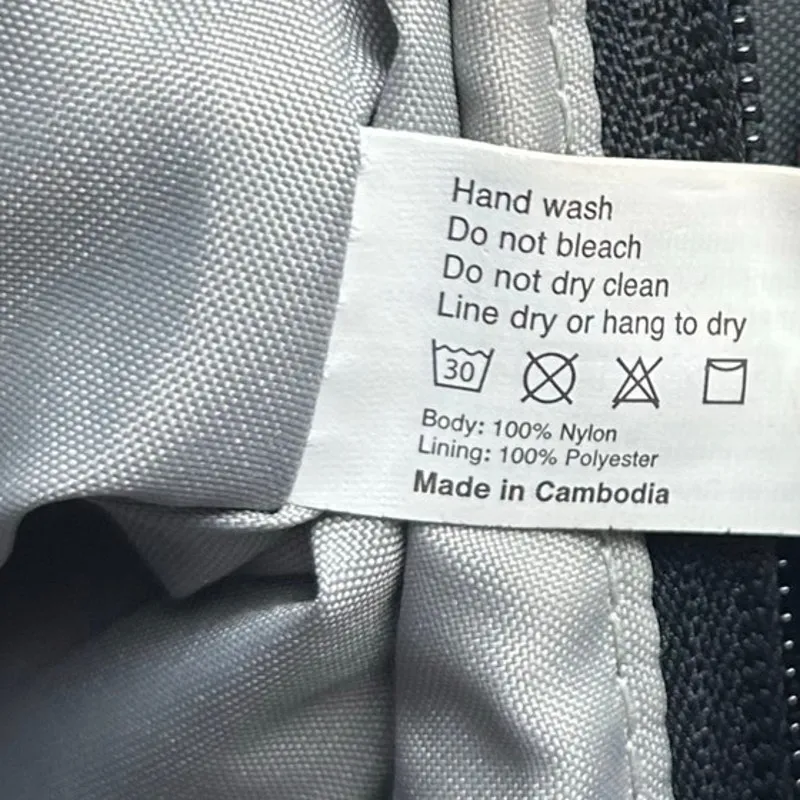 Hand wash
Do not bleach
Do not dry clean
Line dry or hang to dry
30
Body: 100% Nylon
Lining: 100% Polyester
Made in Cambodia